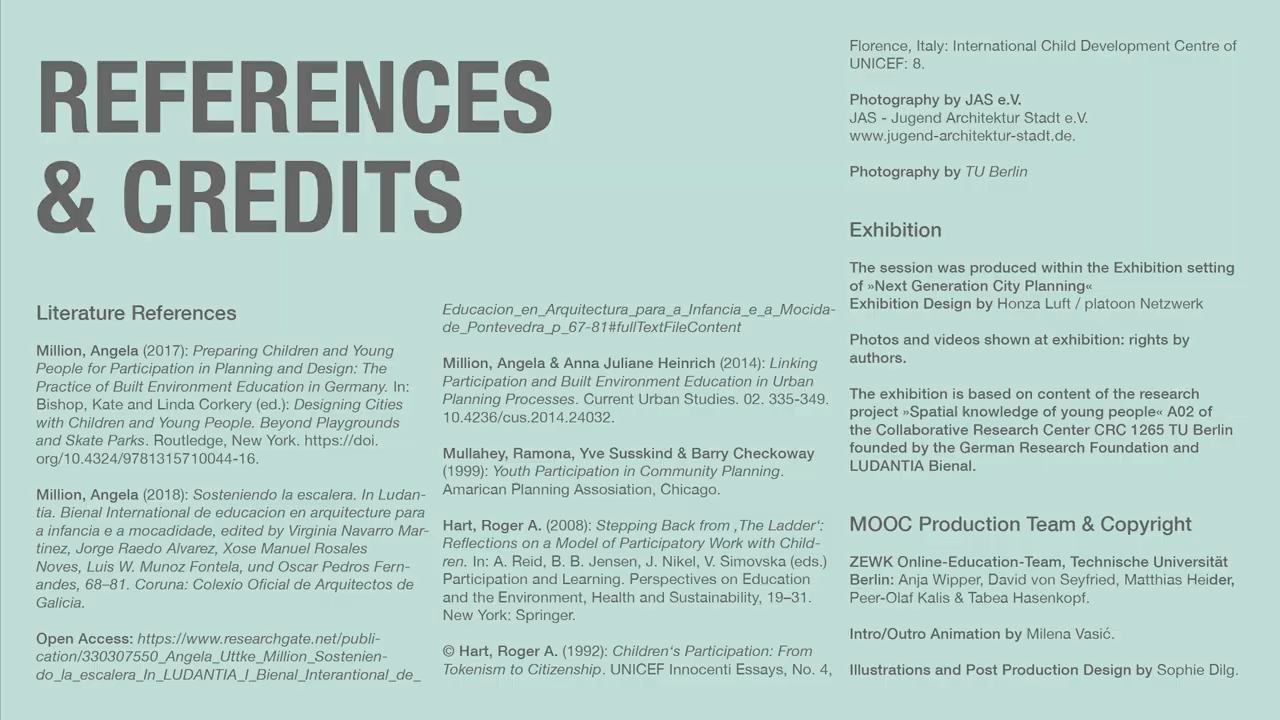 REFERENCES
& CREDITS
Literature References
Million, Angela (2017): Preparing Children and Young
People for Participation in Planning and Design: The
Practice of Built Environment Education in Germany. In:
Bishop, Kate and Linda Corkery (ed.): Designing Cities
with Children and Young People. Beyond Playgrounds
and Skate Parks. Routledge, New York. https://doi.
org/10.4324/9781315710044-16.
Million, Angela (2018): Sosteniendo la escalera. In Ludan-
tia. Bienal International de educacion en arquitecture para
a infancia e a mocadidade, edited by Virginia Navarro Mar-
tinez, Jorge Raedo Alvarez, Xose Manuel Rosales
Noves, Luis W. Munoz Fontela, und Oscar Pedros Fern-
andes, 68–81. Coruna: Colexio Oficial de Arquitectos de
Galicia.
Open Access: https://www.researchgate.net/publi-
cation/330307550_Angela_Uttke_Million_Sostenien-
do_la_escalera_In_LUDANTIA_I_Bienal_Interantional_de_
Educacion_en_Arquitectura_para_a_Infancia_e_a_Mocida-
de_Pontevedra_p_67-81#fullTextFileContent
Million, Angela & Anna Juliane Heinrich (2014): Linking
Participation and Built Environment Education in Urban
Planning Processes. Current Urban Studies. 02. 335-349.
10.4236/cus.2014.24032.
Mullahey, Ramona, Yve Susskind & Barry Checkoway
(1999): Youth Participation in Community Planning.
Amarican Planning Assosiation, Chicago.
Hart, Roger A. (2008): Stepping Back from ‚The Ladder‘:
Reflections on a Model of Participatory Work with Child-
ren. In: A. Reid, B. B. Jensen, J. Nikel, V. Simovska (eds.)
Participation and Learning. Perspectives on Education
and the Environment, Health and Sustainability, 19–31.
New York: Springer.
© Hart, Roger A. (1992): Children‘s Participation: From
Tokenism to Citizenship. UNICEF Innocenti Essays, No. 4,
Florence, Italy: International Child Development Centre of
UNICEF: 8.
Photography by JAS e.V.
JAS - Jugend Architektur Stadt e.V.
www.jugend-architektur-stadt.de.
Photography by TU Berlin
Exhibition
The session was produced within the Exhibition setting
of »Next Generation City Planning«
Exhibition Design by Honza Luft / platoon Netzwerk
Photos and videos shown at exhibition: rights by
authors.
The exhibition is based on content of the research
project »Spatial knowledge of young people« A02 of
the Collaborative Research Center CRC 1265 TU Berlin
founded by the German Research Foundation and
LUDANTIA Bienal.
MOOC Production Team & Copyright
ZEWK Online-Education-Team, Technische Universität
Berlin: Anja Wipper, David von Seyfried, Matthias Heider,
Peer-Olaf Kalis & Tabea Hasenkopf.
Intro/Outro Animation by Milena Vasić.
Illustrations and Post Production Design by Sophie Dilg.